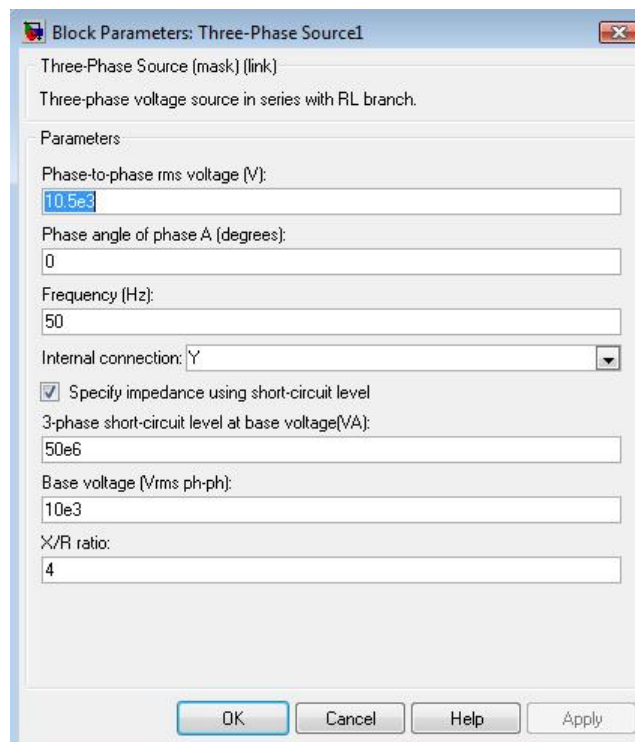 Block Parameters: Three-Phase Source1
Three-Phase Source (mask) (link)
Three-phase voltage source in series with RL branch.
Parameters
Phase-to-phase rms voltage (V):
10.5e3
Phase angle of phase A (degrees):
0
Frequency (Hz):
50
Internal connection: Y
Specify impedance using short-circuit level
3-phase short-circuit level at base voltage(VA):
50e6
Base voltage (Vrms ph-ph):
10e3
X/R ratio:
4
OK Cancel Help Apply